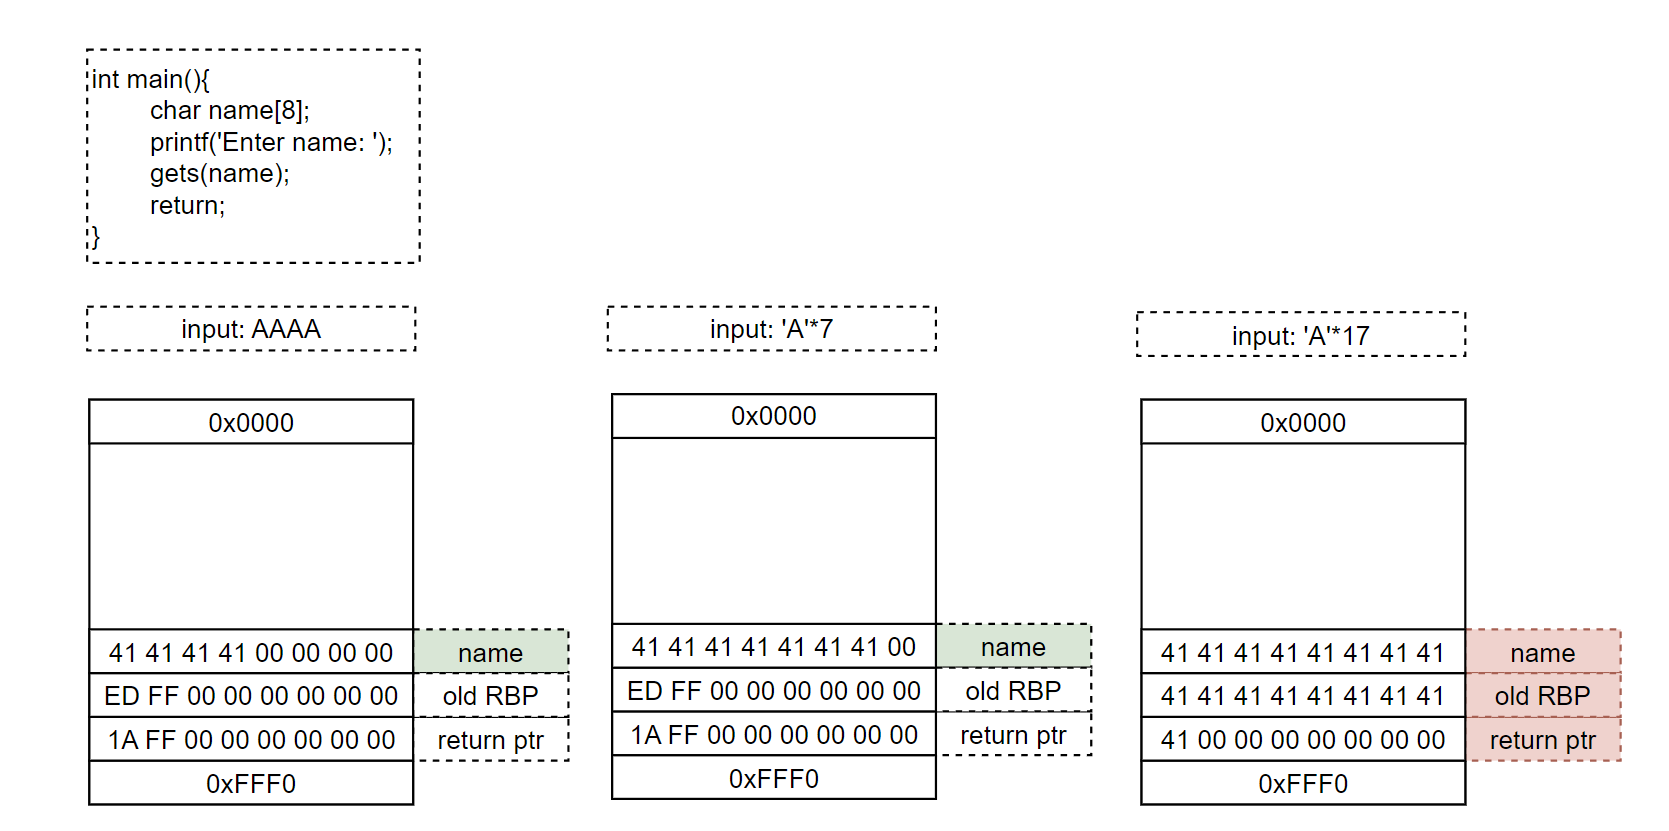 int main(){
char name[8];
printf('Enter name: ');
gets(name);
return;
}
input: AAAA
0x0000
41 41 41 41 00 00 00 00 name
ED FF 00 00 00 00 00 00 old RBP
1A FF 00 00 00 00 00 00 return ptr
0xFFF0
input: 'A'*7
0x0000
41 41 41 41 41 41 41 00 name
ED FF 00 00 00 00 00 00 old RBP
1A FF 00 00 00 00 00 00 return ptr
0xFFF0
input: 'A'*17
0x0000
41 41 41 41 41 41 41 41 name
41 41 41 41 41 41 41 41 old RBP
41 00 00 00 00 00 00 00 return ptr
0xFFF0